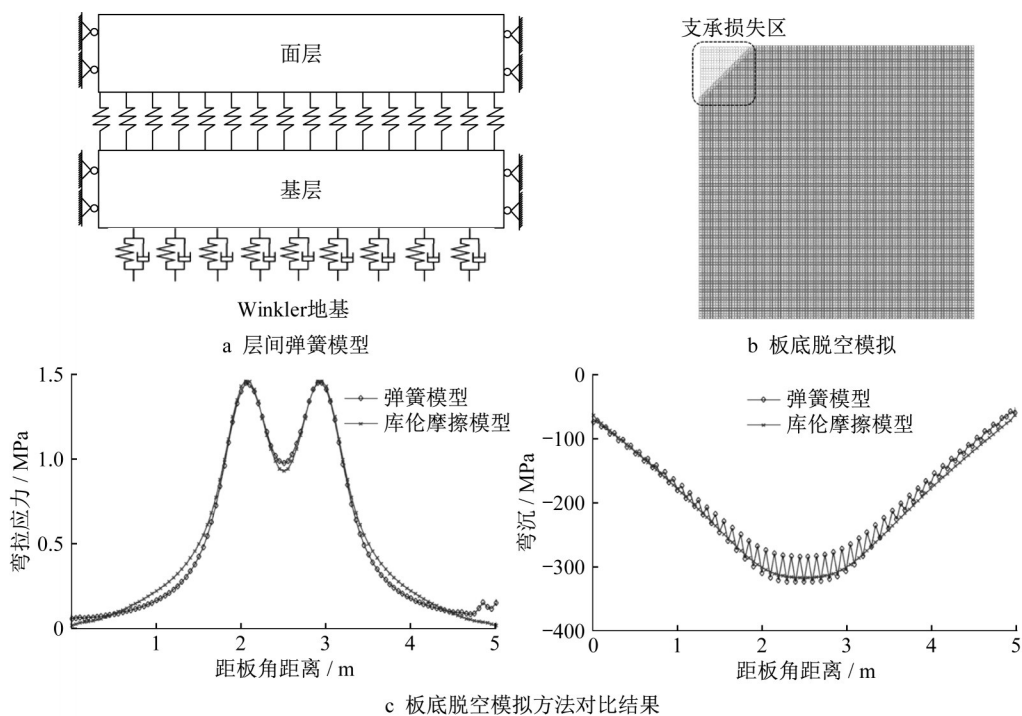 面层
基层
Winkler地基
a 层间弹簧模型
支承损失区
b 板底脱空模拟
1.5
1.0
0.5
0
1
2
3
4
5
弯拉应力 / MPa
弹簧模型
库伦摩擦模型
距板角距离 / m
0
−100
−200
−300
−400
0
1
2
3
4
5
弯沉 / MPa
弹簧模型
库伦摩擦模型
距板角距离 / m
c 板底脱空模拟方法对比结果